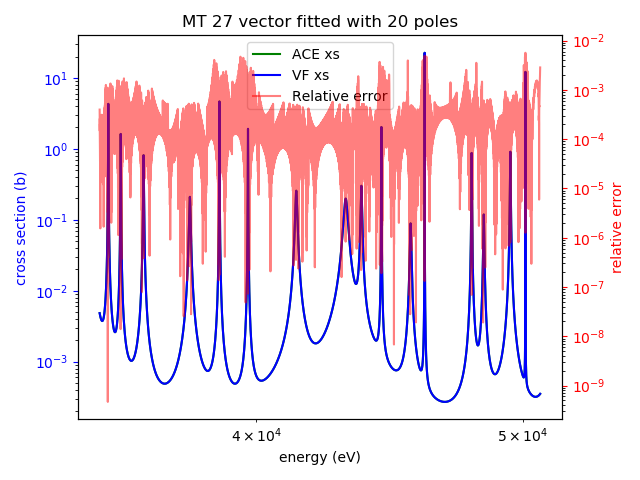 MT 27 vector fitted with 20 poles
ACE xs
VF xs
Relative error
cross section (b)
10¹
10⁰
10⁻¹
10⁻²
10⁻³
10⁻²
10⁻³
10⁻⁴
10⁻⁵
10⁻⁶
10⁻⁷
10⁻⁸
10⁻⁹
relative error
4 × 10⁴
5 × 10⁴
energy (eV)